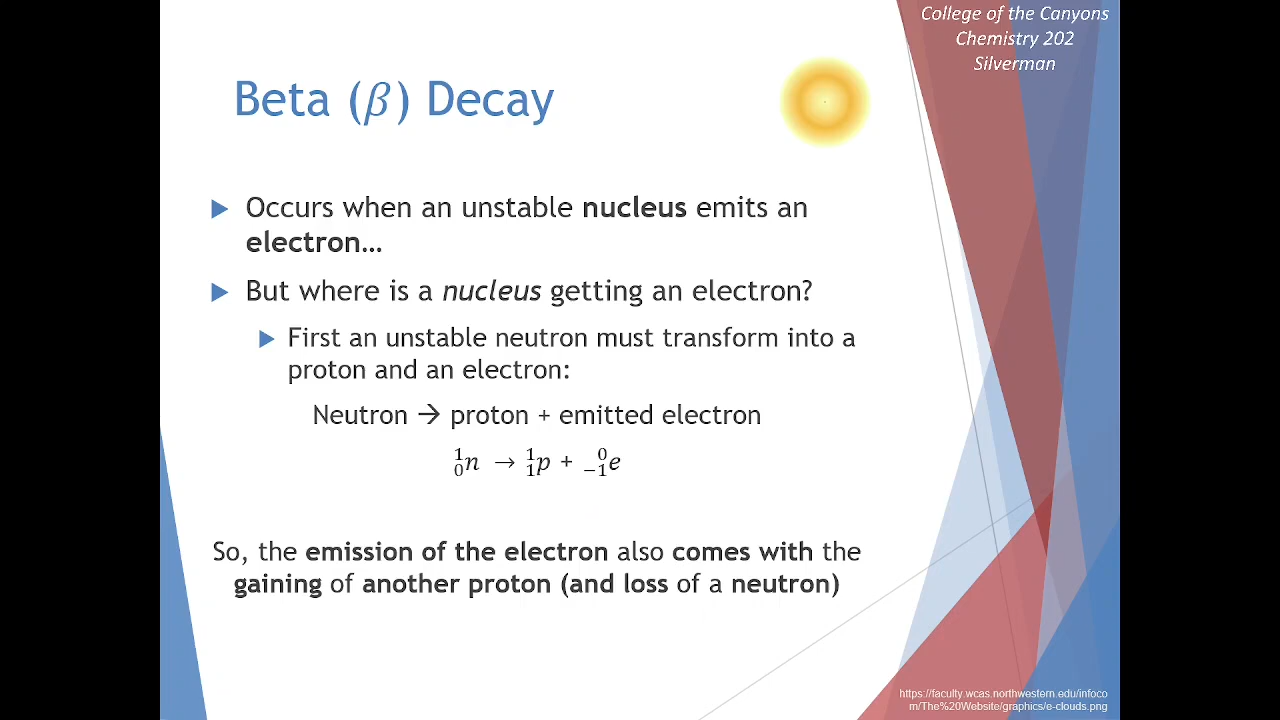 College of the Canyons
Chemistry 202
Silverman
Beta (β) Decay
Occurs when an unstable nucleus emits an
electron…
But where is a nucleus getting an electron?
First an unstable neutron must transform into a
proton and an electron:
Neutron → proton + emitted electron
¹₀n → ¹₁p + ⁰₋₁e
So, the emission of the electron also comes with the
gaining of another proton (and loss of a neutron)
https://faculty.wcas.northwestern.edu/infoco
m/The%20Website/graphics/e-clouds.png